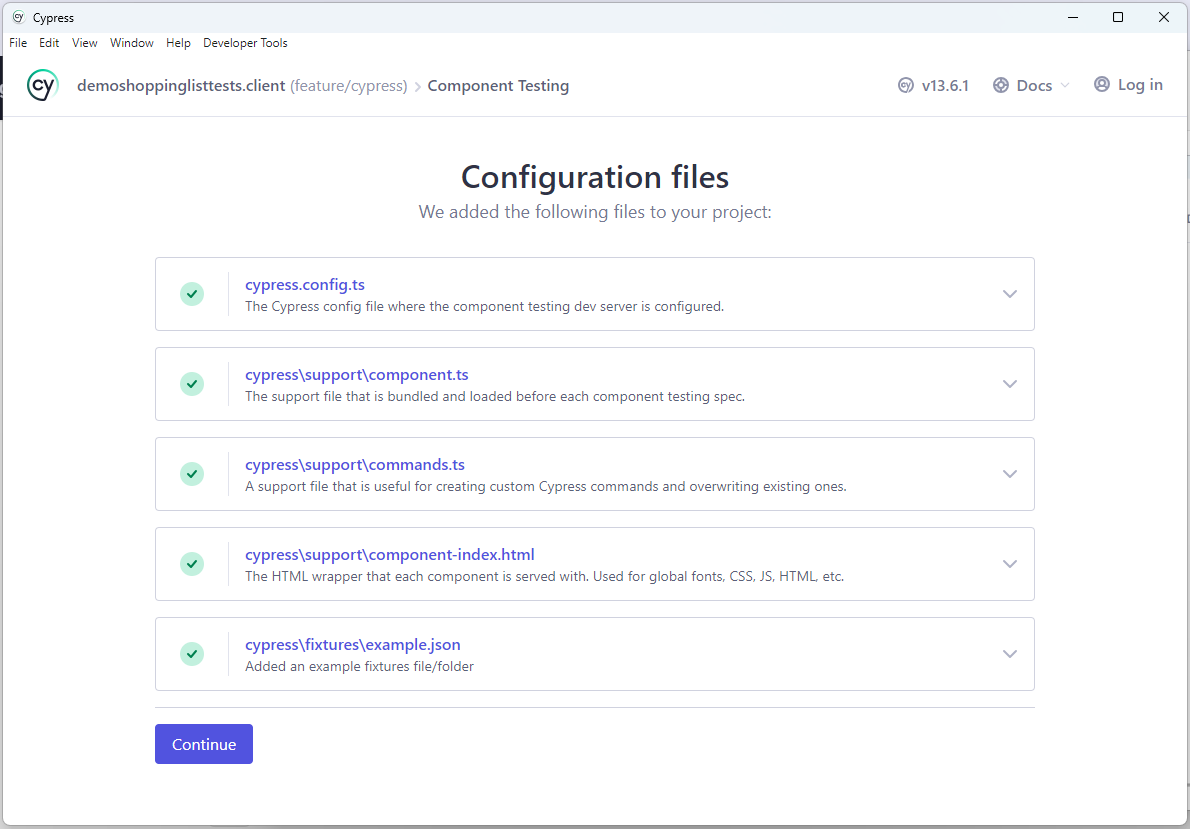 Cypress
File Edit View Window Help Developer Tools
cy demoshoppinglisttests.client (feature/cypress) > Component Testing v13.6.1 Docs Log in
Configuration files
We added the following files to your project:
cypress.config.ts
The Cypress config file where the component testing dev server is configured.
cypress\support\component.ts
The support file that is bundled and loaded before each component testing spec.
cypress\support\commands.ts
A support file that is useful for creating custom Cypress commands and overwriting existing ones.
cypress\support\component-index.html
The HTML wrapper that each component is served with. Used for global fonts, CSS, JS, HTML, etc.
cypress\fixtures\example.json
Added an example fixtures file/folder
Continue